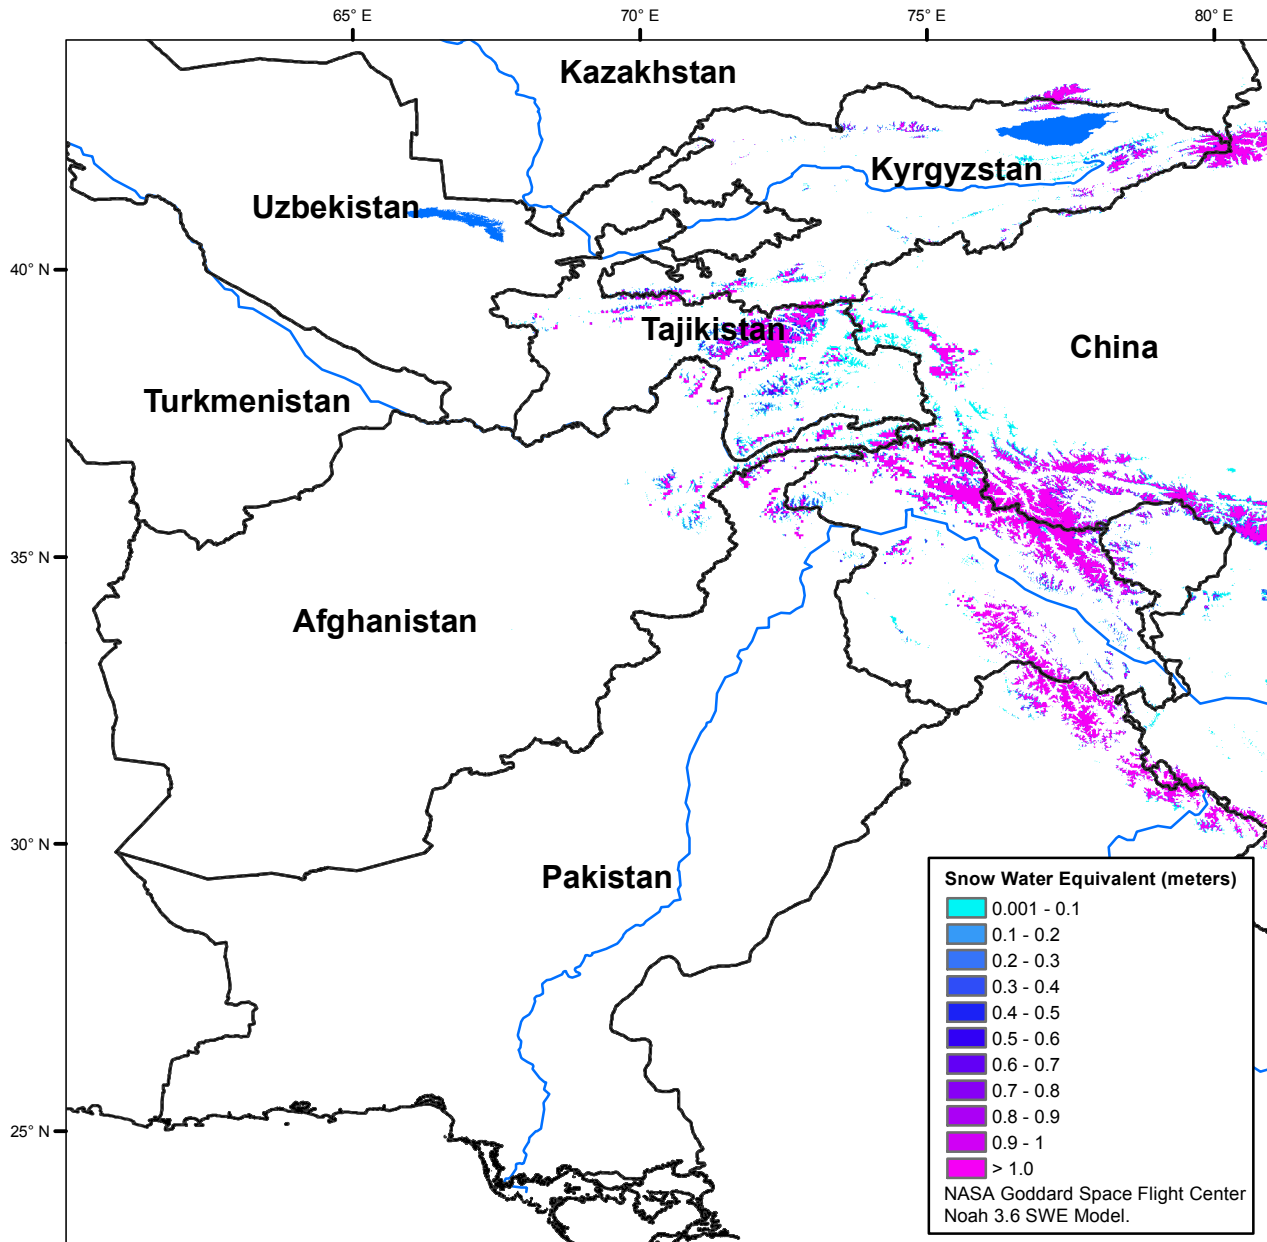 65° E
70° E
75° E
80° E
Kazakhstan
Kyrgyzstan
Uzbekistan
40° N
Tajikistan
China
Turkmenistan
35° N
Afghanistan
30° N
Pakistan
25° N
Snow Water Equivalent (meters)
0.001 - 0.1
0.1 - 0.2
0.2 - 0.3
0.3 - 0.4
0.4 - 0.5
0.5 - 0.6
0.6 - 0.7
0.7 - 0.8
0.8 - 0.9
0.9 - 1
> 1.0
NASA Goddard Space Flight Center
Noah 3.6 SWE Model.